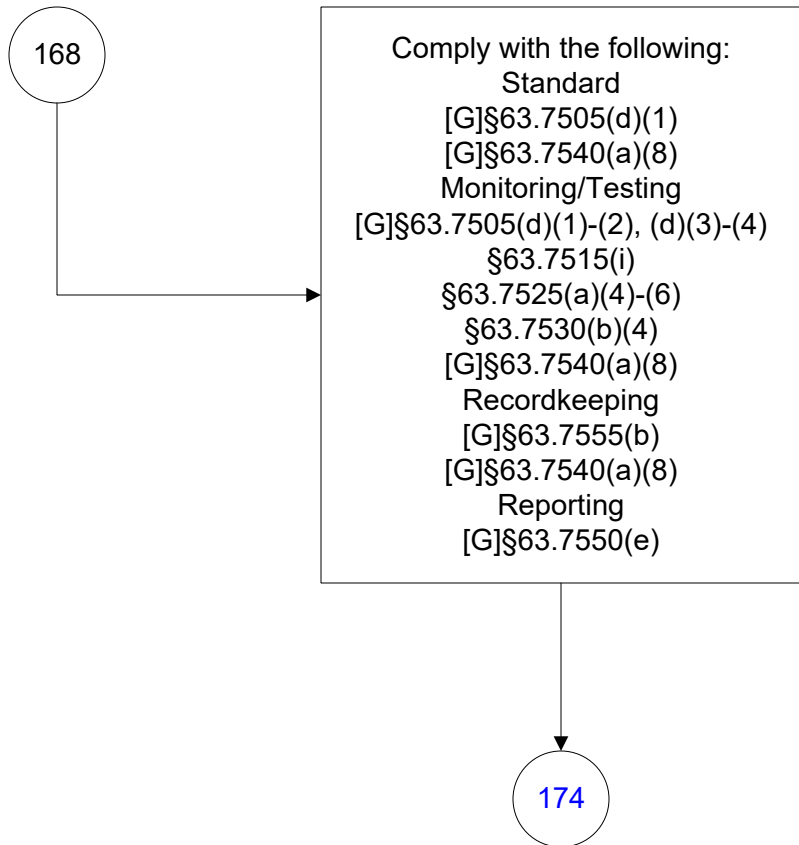 168
Comply with the following:
Standard
[G]§63.7505(d)(1)
[G]§63.7540(a)(8)
Monitoring/Testing
[G]§63.7505(d)(1)-(2), (d)(3)-(4)
§63.7515(i)
§63.7525(a)(4)-(6)
§63.7530(b)(4)
[G]§63.7540(a)(8)
Recordkeeping
[G]§63.7555(b)
[G]§63.7540(a)(8)
Reporting
[G]§63.7550(e)
174